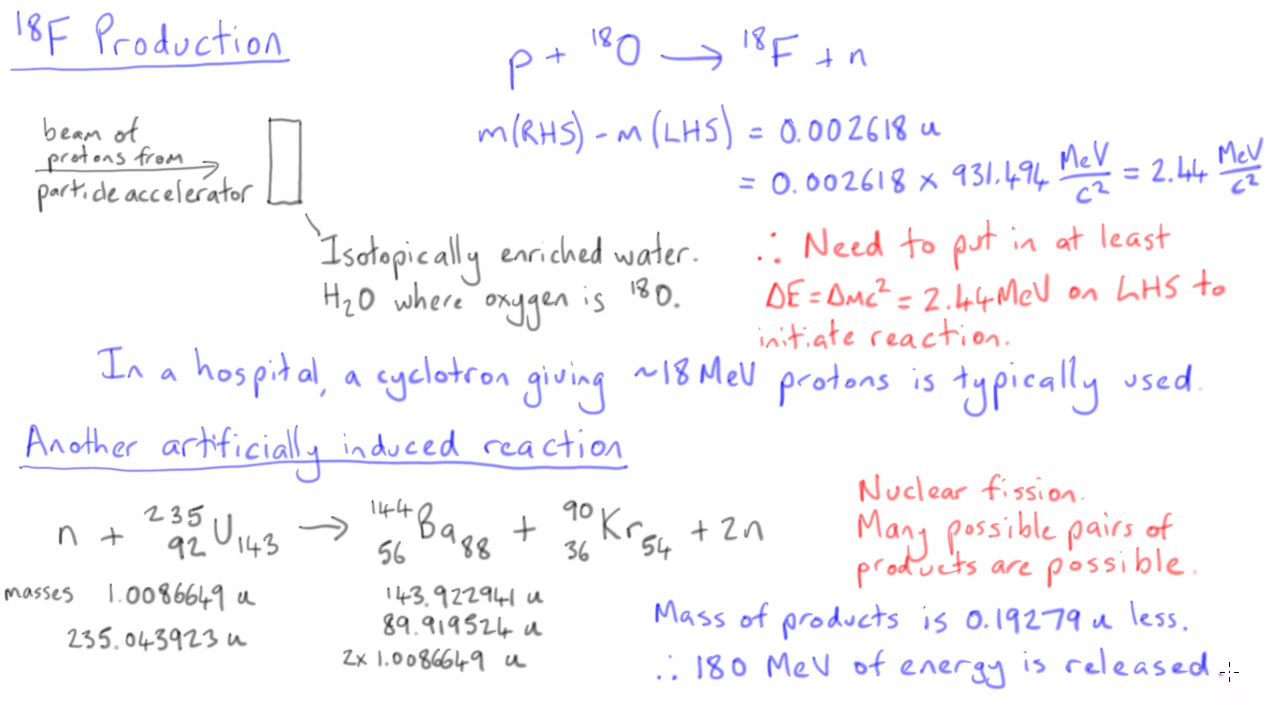 ¹⁸F Production
p + ¹⁸O → ¹⁸F + n
beam of
protons from
particle accelerator
m(RHS) - m(LHS) = 0.002618 u
= 0.002618 × 931.494 MeV/c² = 2.44 MeV/c²
Isotopically enriched water.
H₂O where oxygen is ¹⁸O.
∴ Need to put in at least
ΔE = Δmc² = 2.44 MeV on LHS to
initiate reaction.
In a hospital, a cyclotron giving ~18 MeV protons is typically used.
Another artificially induced reaction
n + ²³⁵₉₂U₁₄₃ → ¹⁴⁴₅₆Ba₈₈ + ⁹⁰₃₆Kr₅₄ + 2n
masses 1.0086649 u
235.043923 u
143.922941 u
89.919524 u
2x 1.0086649 u
Nuclear fission.
Many possible pairs of
products are possible.
Mass of products is 0.19279 u less.
∴ 180 MeV of energy is released.